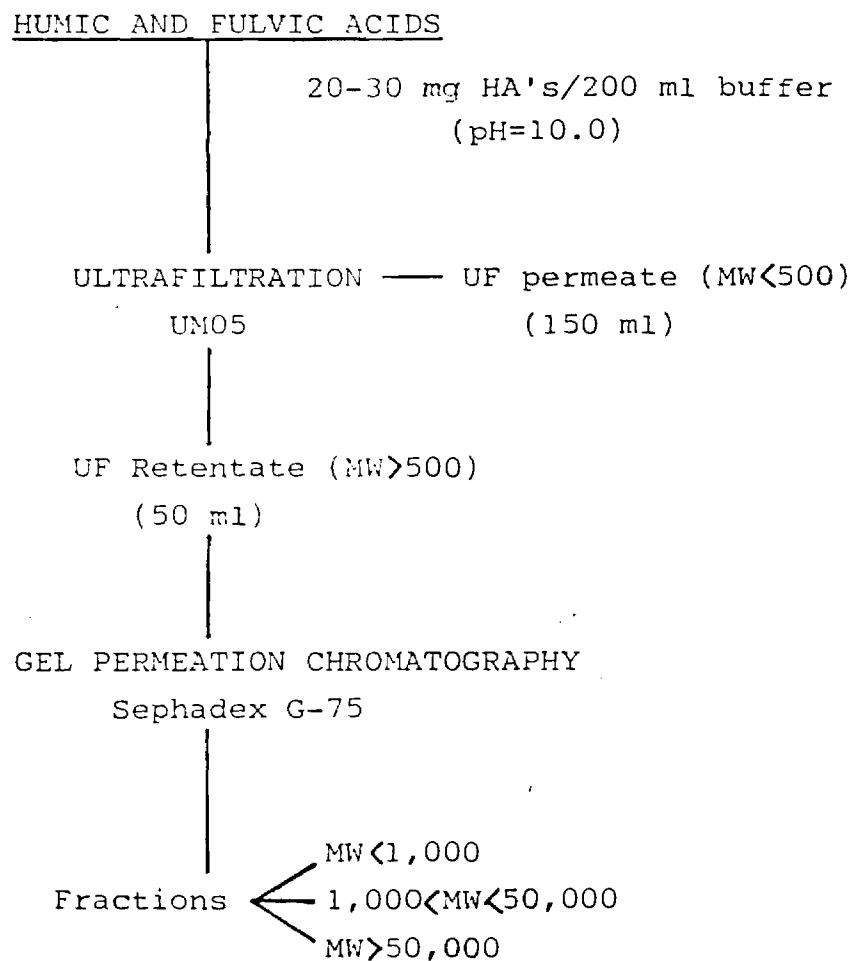 HUMIC AND FULVIC ACIDS
20-30 mg HA's/200 ml buffer
(pH=10.0)
ULTRAFILTRATION — UF permeate (MW<500)
UM05 (150 ml)
UF Retentate (MW>500)
(50 ml)
GEL PERMEATION CHROMATOGRAPHY
Sephadex G-75
MW<1,000
Fractions 1,000<MW<50,000
MW>50,000